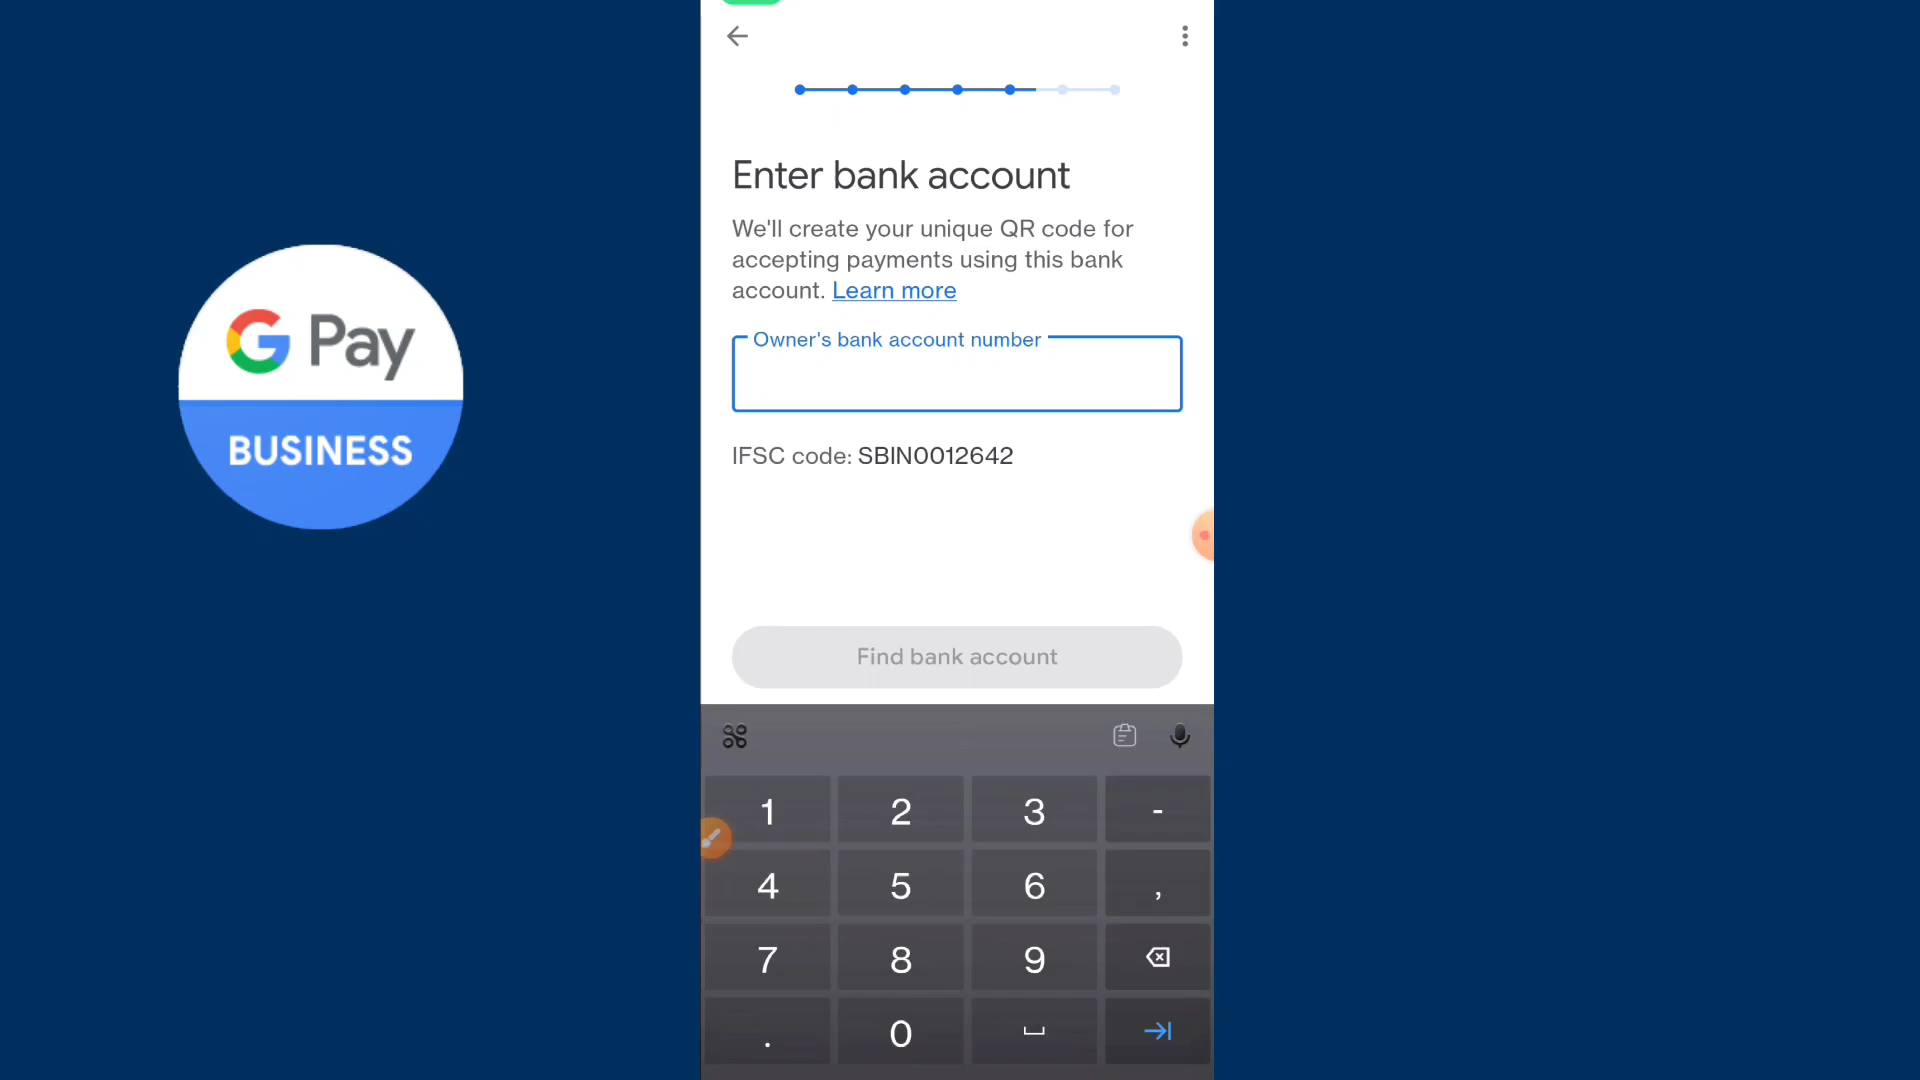 Enter bank account
We'll create your unique QR code for
accepting payments using this bank
account. Learn more
Owner's bank account number
G Pay
BUSINESS
IFSC code: SBIN0012642
Find bank account
1 2 3 -
4 5 6 ,
7 8 9
. 0